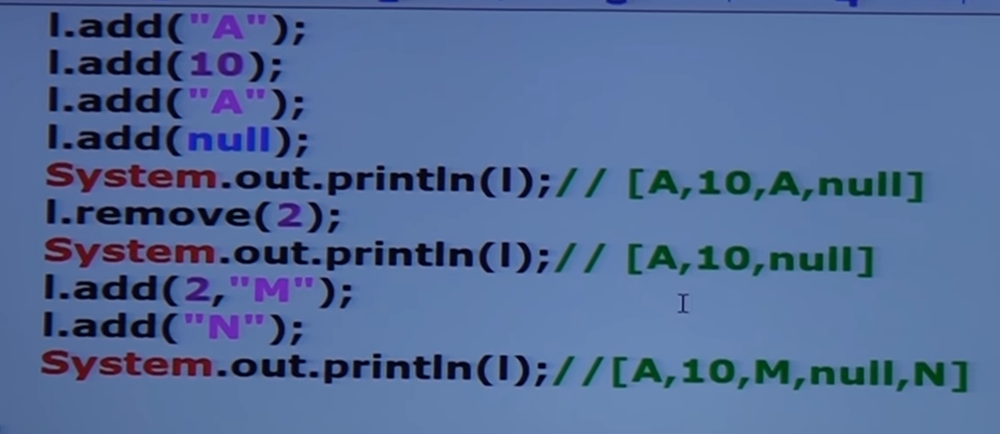 l.add("A");
l.add(10);
l.add("A");
l.add(null);
System.out.println(l);// [A,10,A,null]
l.remove(2);
System.out.println(l);// [A,10,null]
l.add(2,"M");
l.add("N");
System.out.println(l);//[A,10,M,null,N]